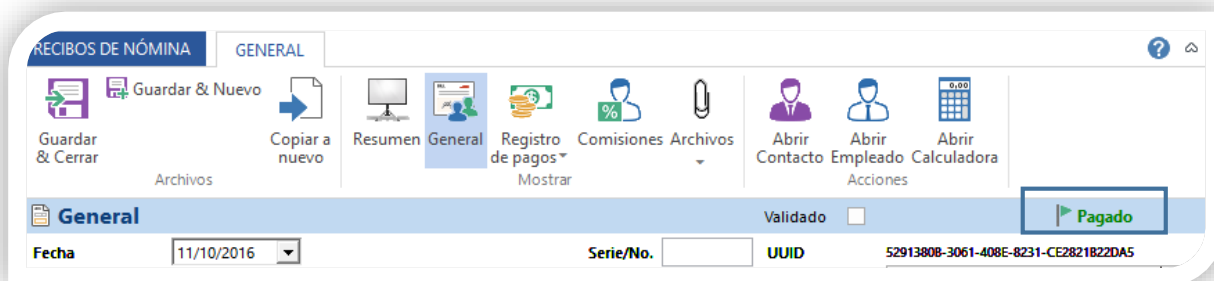 RECIBOS DE NÓMINA GENERAL
Guardar & Cerrar
Guardar & Nuevo
Copiar a nuevo
Archivos
Resumen
General
Registro de pagos
Comisiones
Archivos
Mostrar
Abrir Contacto
Abrir Empleado
Abrir Calculadora
0,00
Acciones
General Validado Pagado
Fecha 11/10/2016 Serie/No. UUID 5291380B-3061-408E-8231-CE2821B22DA5